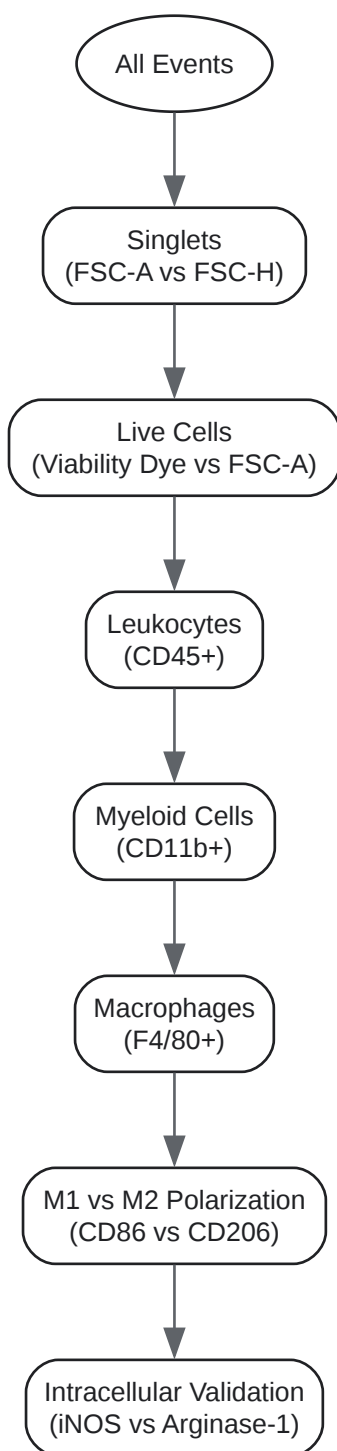 All Events
Singlets
(FSC-A vs FSC-H)
Live Cells
(Viability Dye vs FSC-A)
Leukocytes
(CD45+)
Myeloid Cells
(CD11b+)
Macrophages
(F4/80+)
M1 vs M2 Polarization
(CD86 vs CD206)
Intracellular Validation
(iNOS vs Arginase-1)